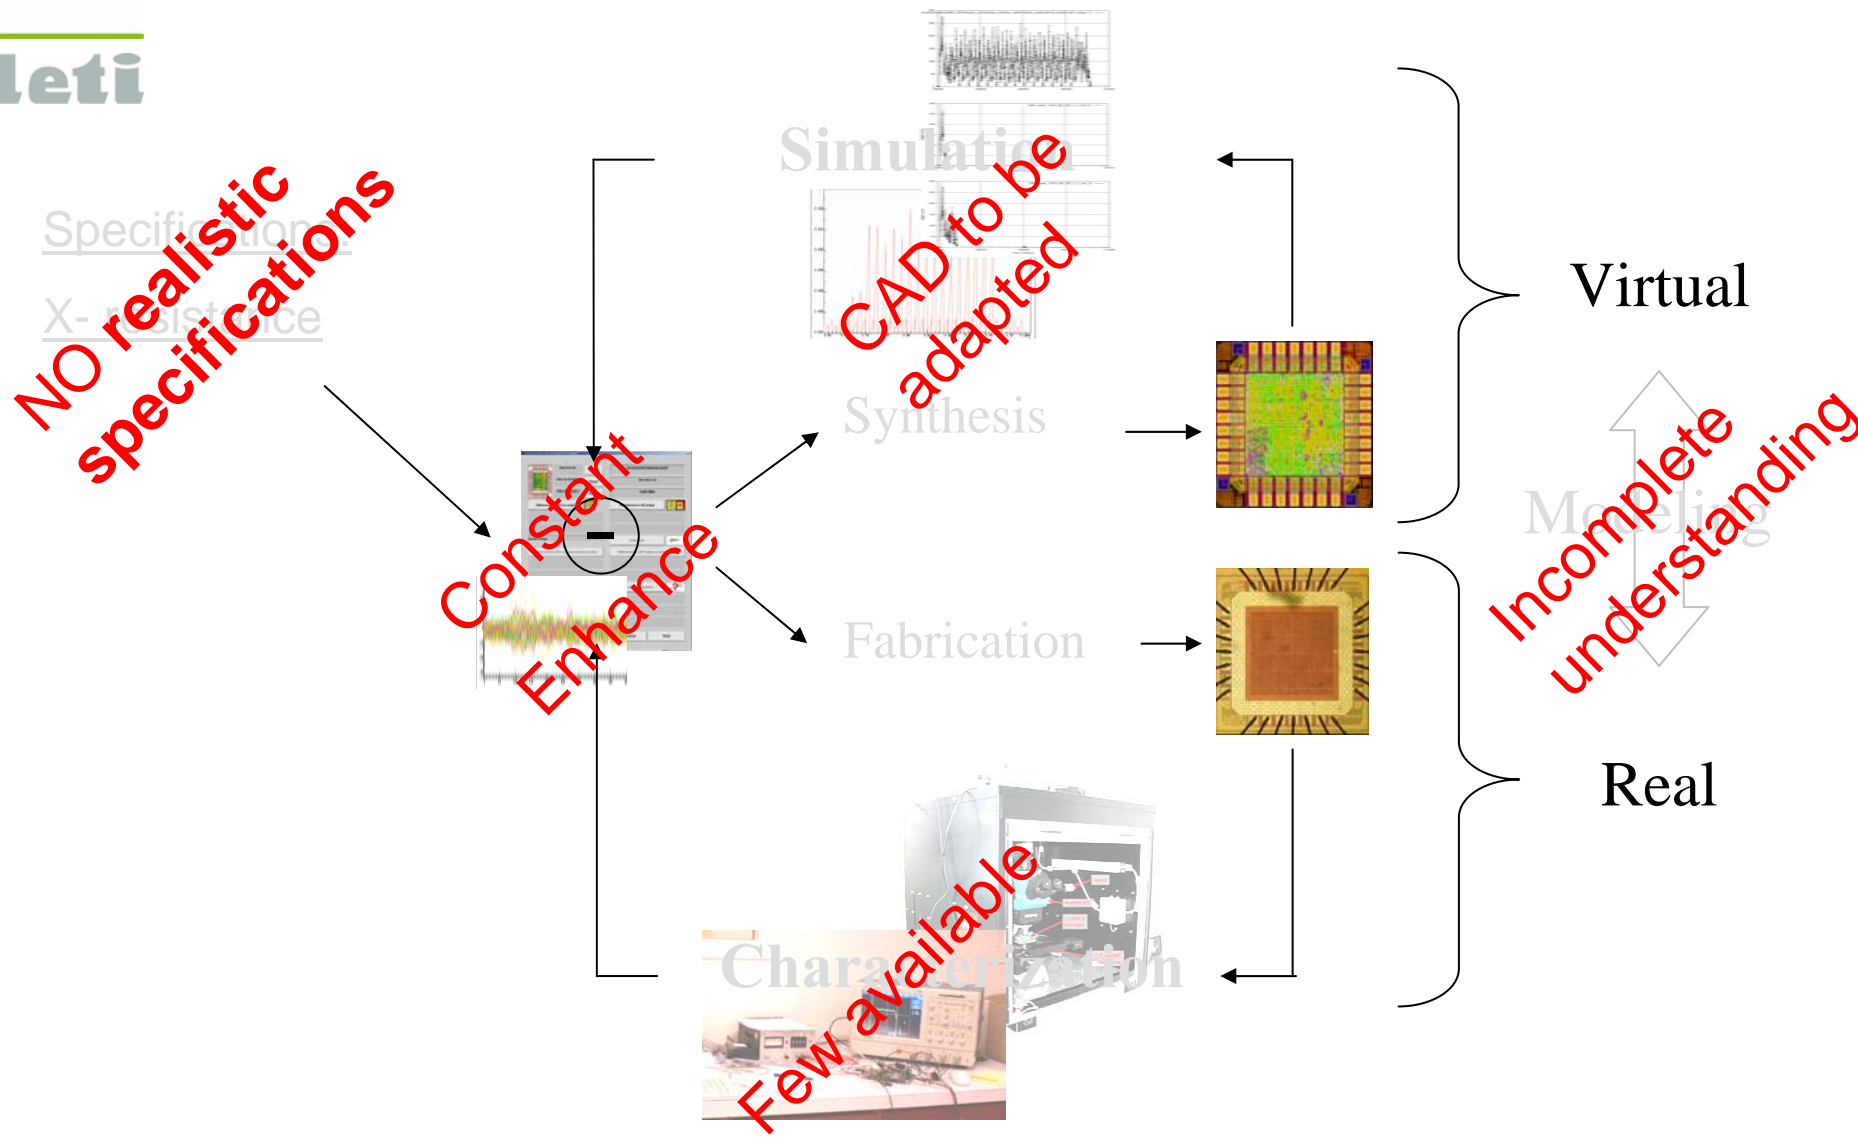 leti
Specifications:
X- resistance
NO realistic
specifications
Simulation
CAD to be
adapted
Synthesis
Constant
Enhance
Fabrication
Characterization
Few available
Virtual
Modeling
Incomplete
understanding
Real